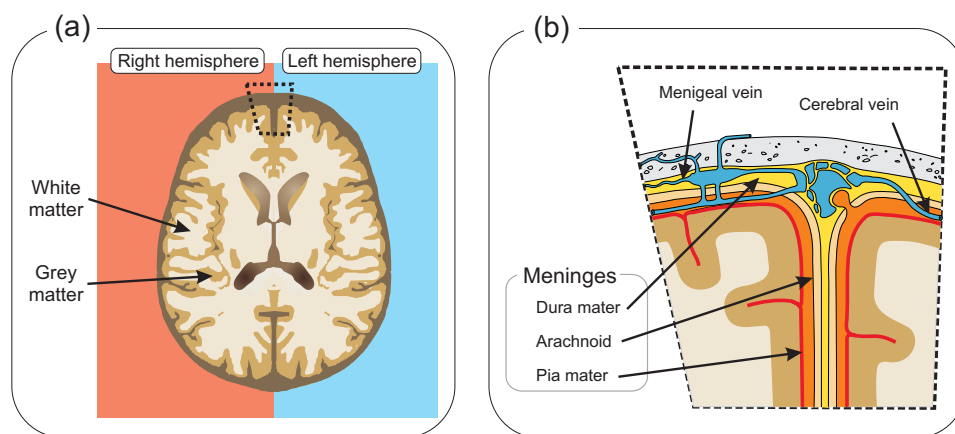 (a)
Right hemisphere
Left hemisphere
White
matter
Grey
matter
(b)
Menigeal vein
Cerebral vein
Meninges
Dura mater
Arachnoid
Pia mater